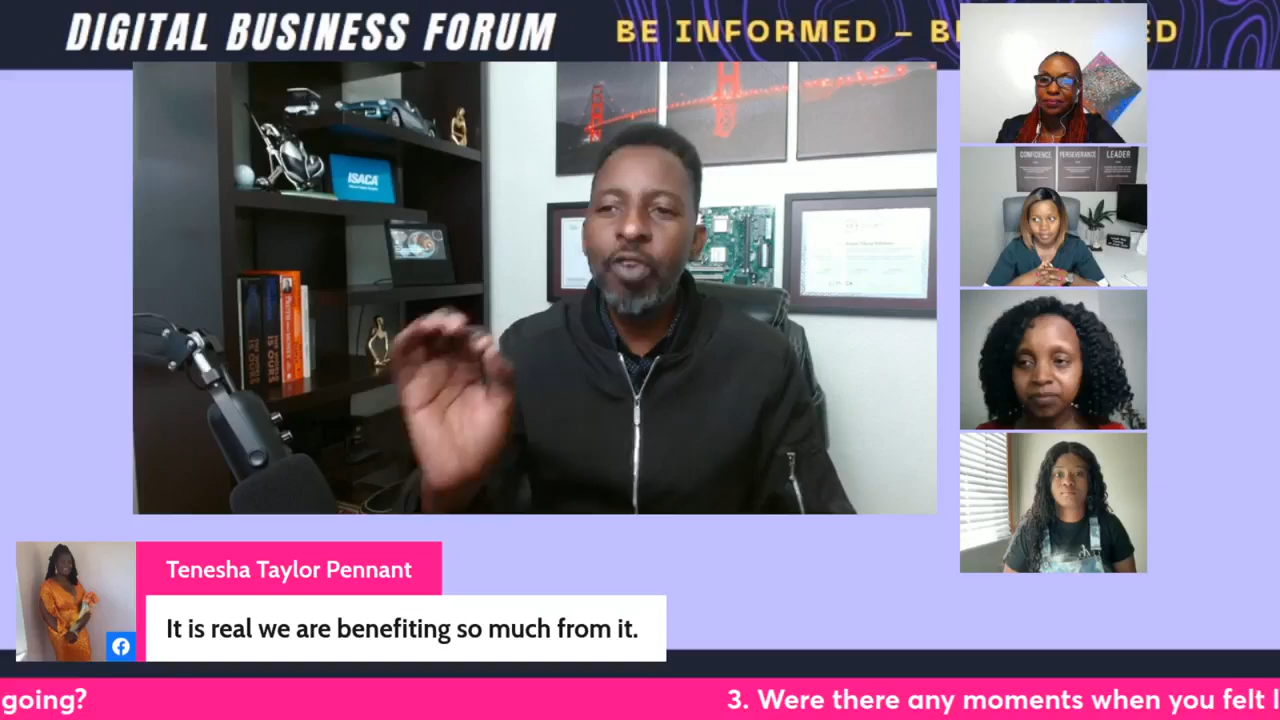 DIGITAL BUSINESS FORUM
BE INFORMED – B
ED
CONFIDENCE
PERSEVERANCE
LEADER
ISACA
Tenesha Taylor Pennant
It is real we are benefiting so much from it.
going?
3. Were there any moments when you felt l